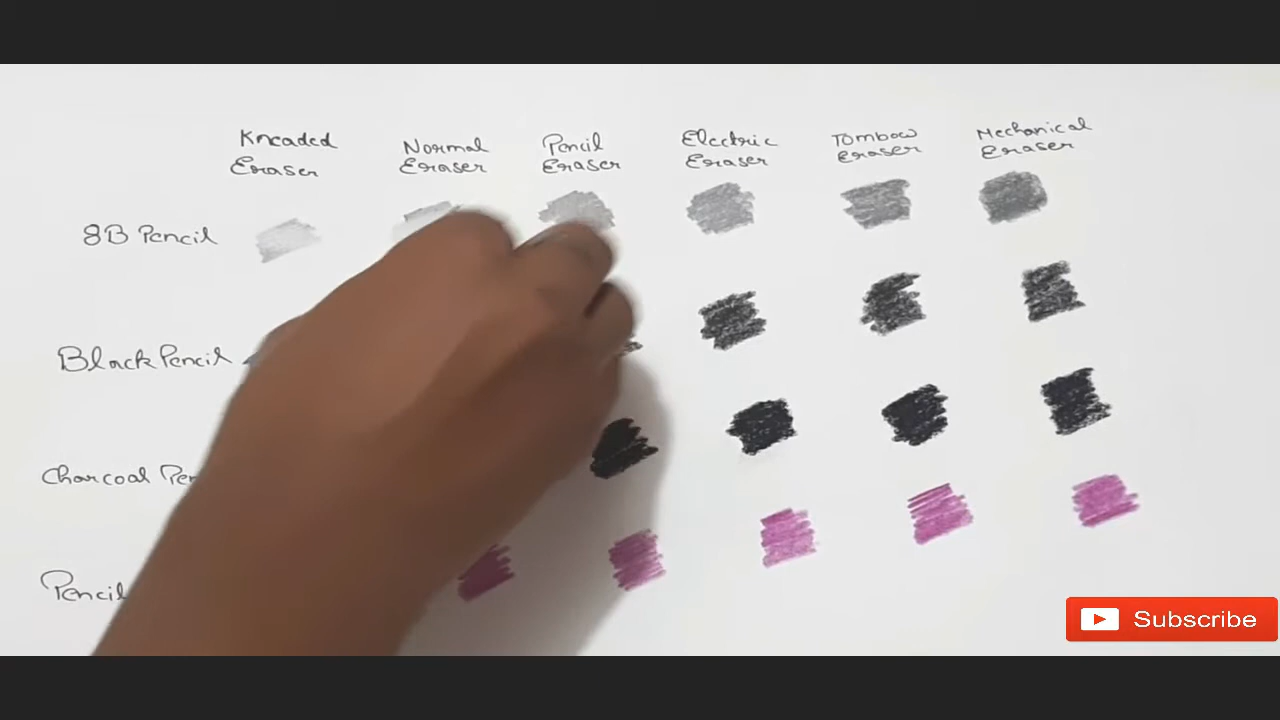 Kneaded
Eraser
Normal
Eraser
Pencil
Eraser
Electric
Eraser
Tombow
Eraser
Mechanical
Eraser
8B Pencil
Black Pencil
Charcoal Pen
Pencil
Subscribe